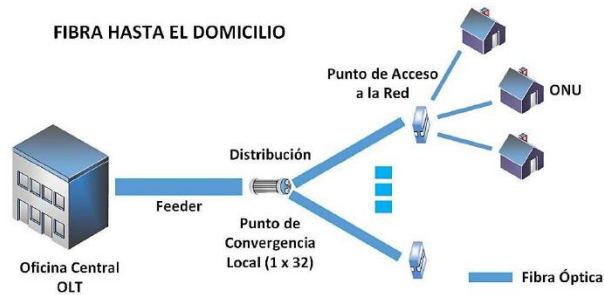 FIBRA HASTA EL DOMICILIO
Punto de Acceso
a la Red
ONU
Distribución
Feeder
Punto de
Convergencia
Local (1 x 32)
Oficina Central
OLT
Fibra Óptica